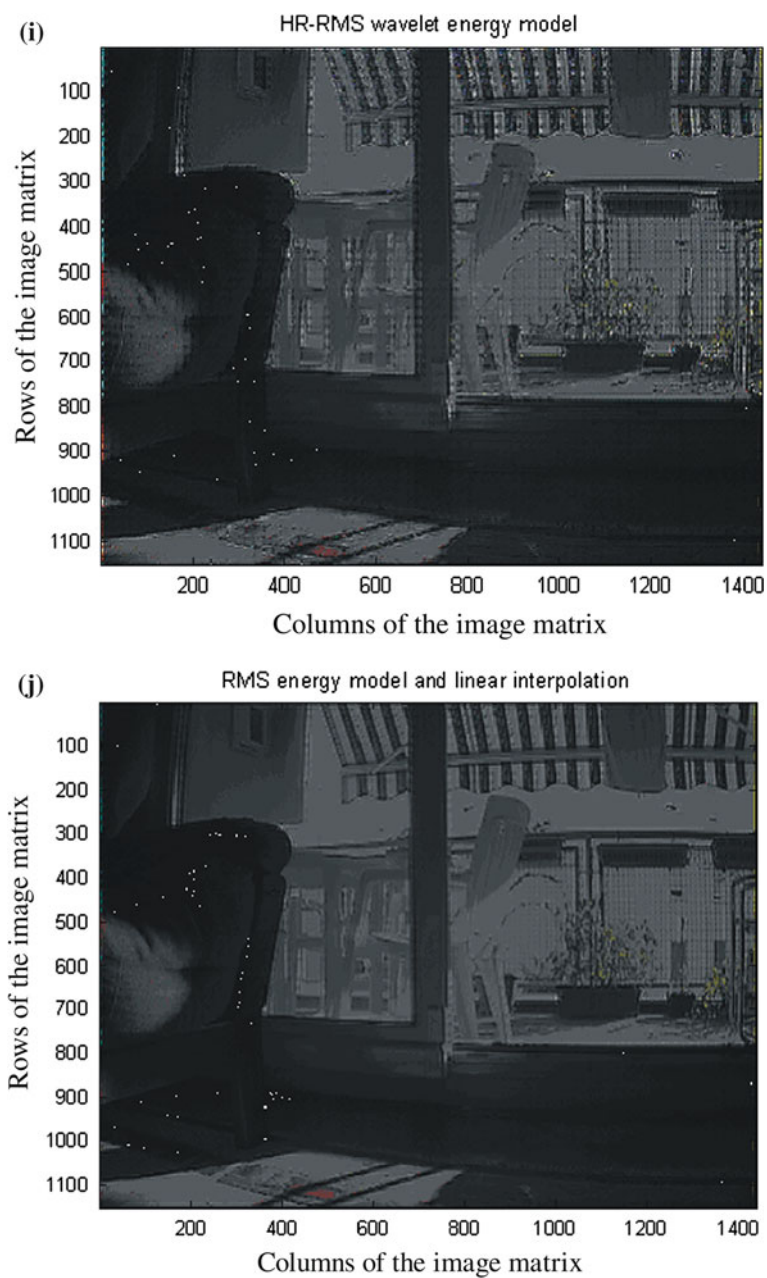 (i)
HR-RMS wavelet energy model
Rows of the image matrix
100
200
300
400
500
600
700
800
900
1000
1100
200 400 600 800 1000 1200 1400
Columns of the image matrix
(j)
RMS energy model and linear interpolation
Rows of the image matrix
100
200
300
400
500
600
700
800
900
1000
1100
200 400 600 800 1000 1200 1400
Columns of the image matrix